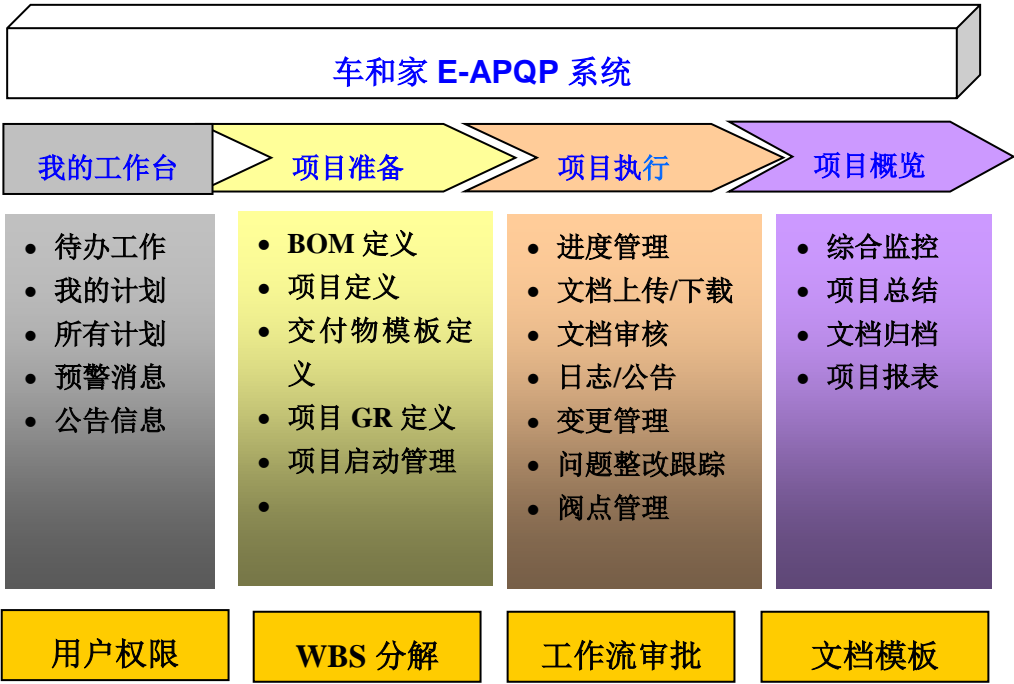 车和家 E-APQP 系统
我的工作台
项目准备
项目执行
项目概览
• 待办工作
• 我的计划
• 所有计划
• 预警消息
• 公告信息
• BOM 定义
• 项目定义
• 交付物模板定
义
• 项目 GR 定义
• 项目启动管理
•
• 进度管理
• 文档上传/下载
• 文档审核
• 日志/公告
• 变更管理
• 问题整改跟踪
• 阀点管理
• 综合监控
• 项目总结
• 文档归档
• 项目报表
用户权限
WBS 分解
工作流审批
文档模板